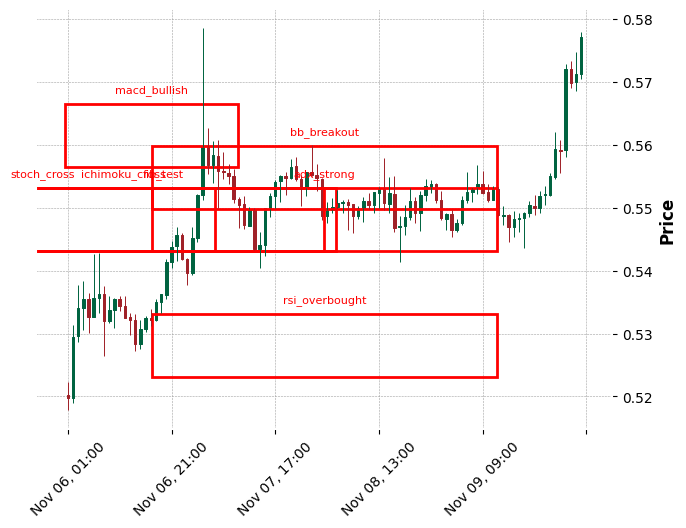 0.58
0.57
macd_bullish
0.56
bb_breakout
stoch_cross
0.55
0.54
rsi_overbought
0.53
0.52
Price
Nov 06, 01:00
Nov 06, 21:00
Nov 07, 17:00
Nov 08, 13:00
Nov 09, 09:00